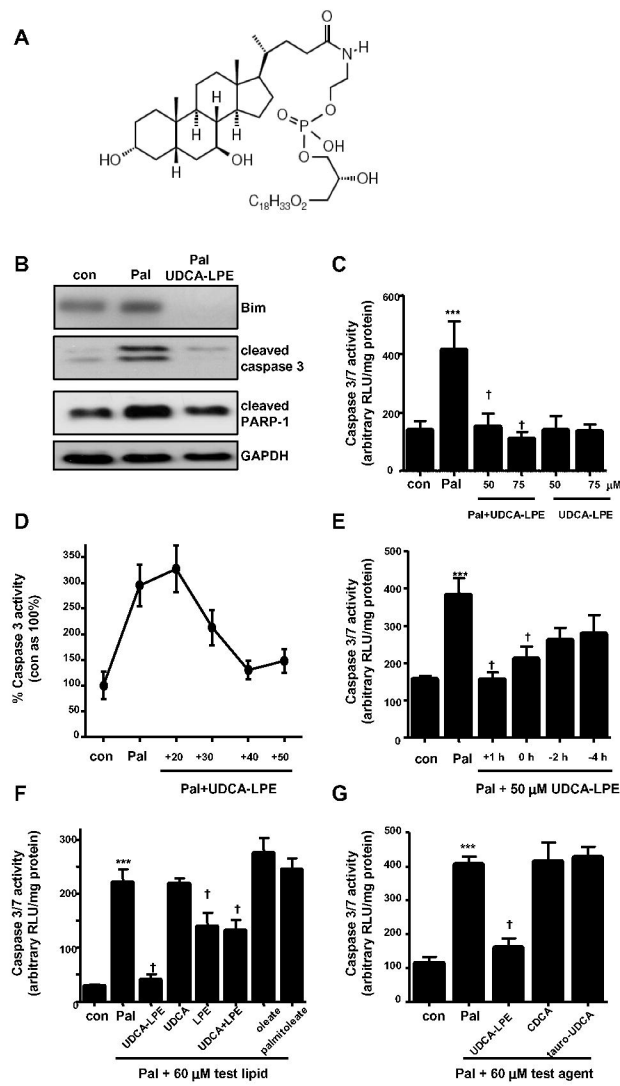 A
O
N
H
O
O
P
OH
O
OH
C18H33O2
HO
OH
H
H
H
H
B
con
Pal
Pal
UDCA-LPE
Bim
cleaved
caspase 3
cleaved
PARP-1
GAPDH
C
Caspase 3/7 activity
(arbitrary RLU/mg protein)
600
400
200
0
***
†
†
con
Pal
50
75
50
75
µM
Pal+UDCA-LPE
UDCA-LPE
D
% Caspase 3 activity
(con as 100%)
350
300
250
200
150
100
50
0
con
Pal
+20
+30
+40
+50
Pal+UDCA-LPE
E
Caspase 3/7 activity
(arbitrary RLU/mg protein)
500
400
300
200
100
0
***
†
†
con
Pal
+1 h
0 h
-2 h
-4 h
Pal + 50 µM UDCA-LPE
F
Caspase 3/7 activity
(arbitrary RLU/mg protein)
300
200
100
0
***
†
†
†
con
Pal
UDCA-LPE
UDCA
LPE
UDCA+LPE
oleate
palmitoleate
Pal + 60 µM test lipid
G
Caspase 3/7 activity
(arbitrary RLU/mg protein)
500
400
300
200
100
0
***
†
con
Pal
UDCA-LPE
CDCA
tauro-UDCA
Pal + 60 µM test agent